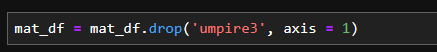 mat_df = mat_df.drop('umpire3', axis = 1)